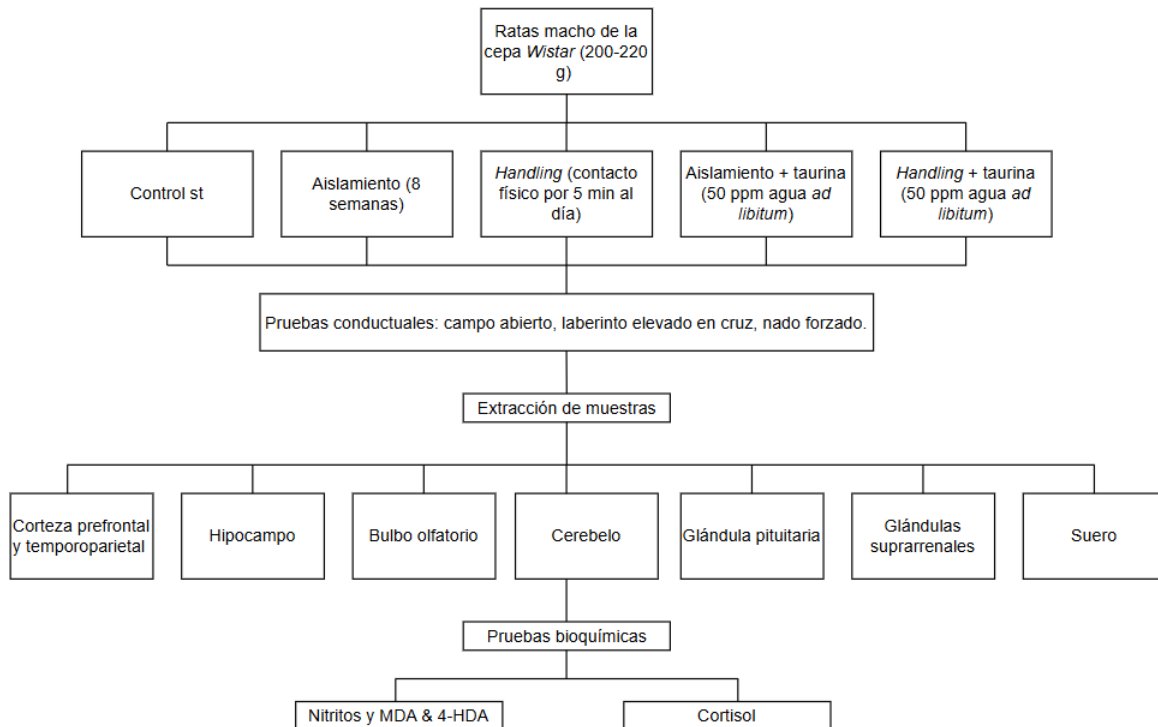 Ratas macho de la
cepa Wistar (200-220
g)
Control st
Aislamiento (8
semanas)
Handling (contacto
físico por 5 min al
día)
Aislamiento + taurina
(50 ppm agua ad
libitum)
Handling + taurina
(50 ppm agua ad
libitum)
Pruebas conductuales: campo abierto, laberinto elevado en cruz, nado forzado.
Extracción de muestras
Corteza prefrontal
y temporoparietal
Hipocampo
Bulbo olfatorio
Cerebelo
Glándula pituitaria
Glándulas
suprarrenales
Suero
Pruebas bioquímicas
Nitritos y MDA & 4-HDA
Cortisol